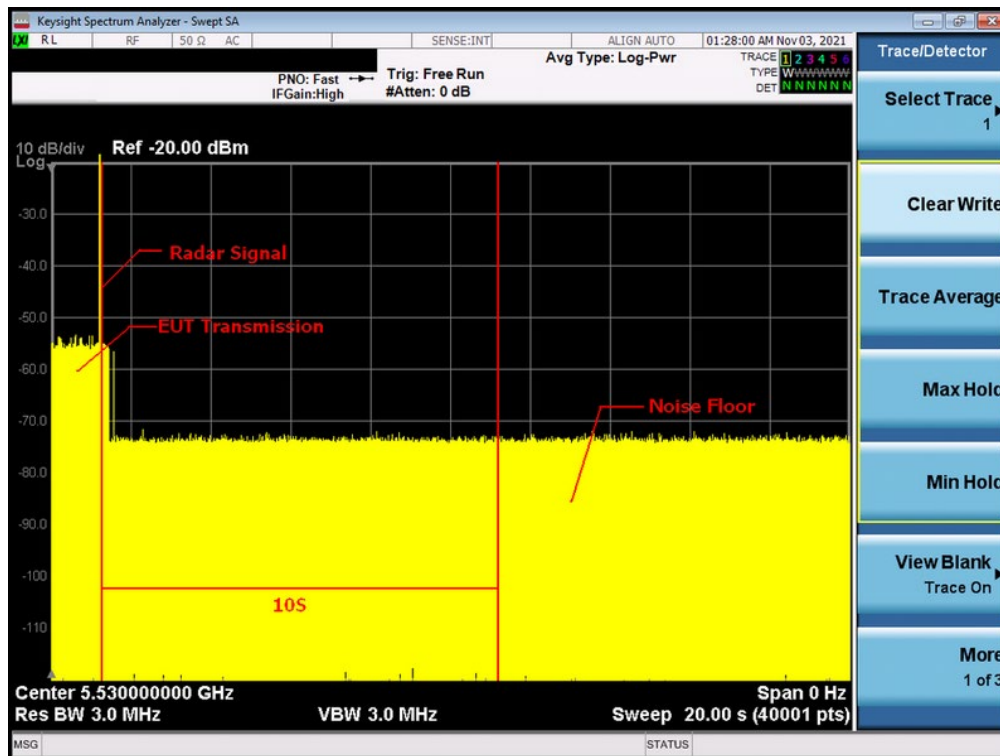 Keysight Spectrum Analyzer - Swept SA
LXI RL RF 50 Ω AC SENSE:INT ALIGN AUTO 01:28:00 AM Nov 03, 2021
Avg Type: Log-Pwr
TRACE 1 2 3 4 5 6
TYPE W
DET N N N N N N
PNO: Fast
IFGain:High
Trig: Free Run
#Atten: 0 dB
10 dB/div
Log
Ref -20.00 dBm
-30.0
-40.0
-50.0
-60.0
-70.0
-80.0
-90.0
-100
-110
Radar Signal
EUT Transmission
Noise Floor
10S
Center 5.530000000 GHz
Span 0 Hz
Res BW 3.0 MHz
VBW 3.0 MHz
Sweep 20.00 s (40001 pts)
MSG
STATUS
Trace/Detector
Select Trace
1
Clear Write
Trace Average
Max Hold
Min Hold
View Blank
Trace On
More
1 of 3